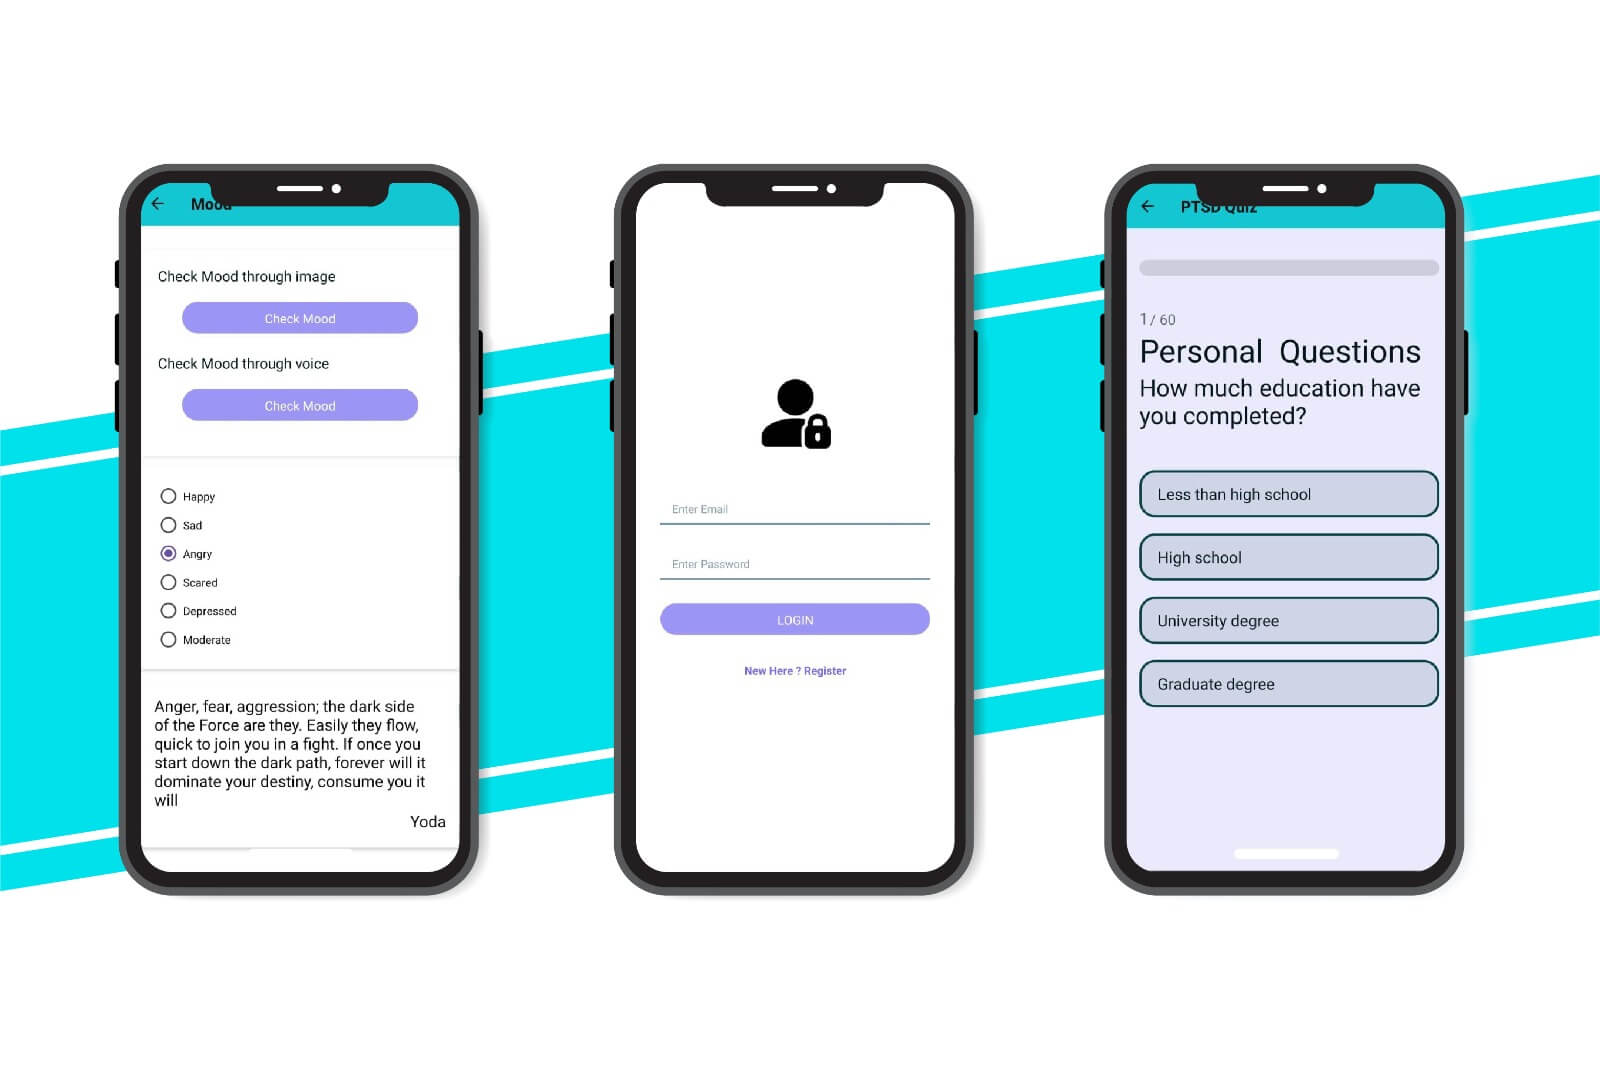 Mood
Check Mood through image
Check Mood
Check Mood through voice
Check Mood
Happy
Sad
Angry
Scared
Depressed
Moderate
Anger, fear, aggression; the dark side
of the Force are they. Easily they flow,
quick to join you in a fight. If once you
start down the dark path, forever will it
dominate your destiny, consume you it
will
Yoda
Enter Email
Enter Password
LOGIN
New Here ? Register
PTSD Quiz
1 / 60
Personal Questions
How much education have
you completed?
Less than high school
High school
University degree
Graduate degree